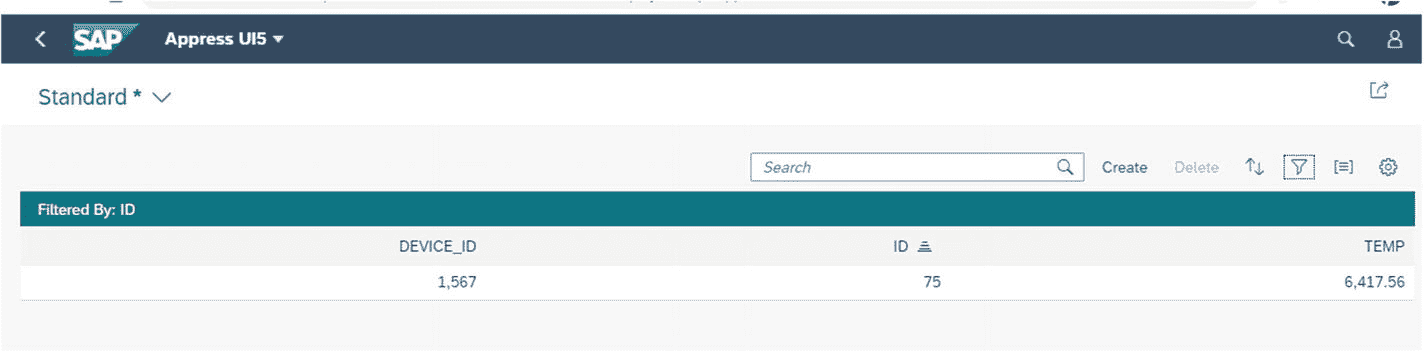 SAP Appress UI5
Standard *
Search Create Delete
Filtered By: ID
DEVICE_ID ID TEMP
1,567 75 6,417.56